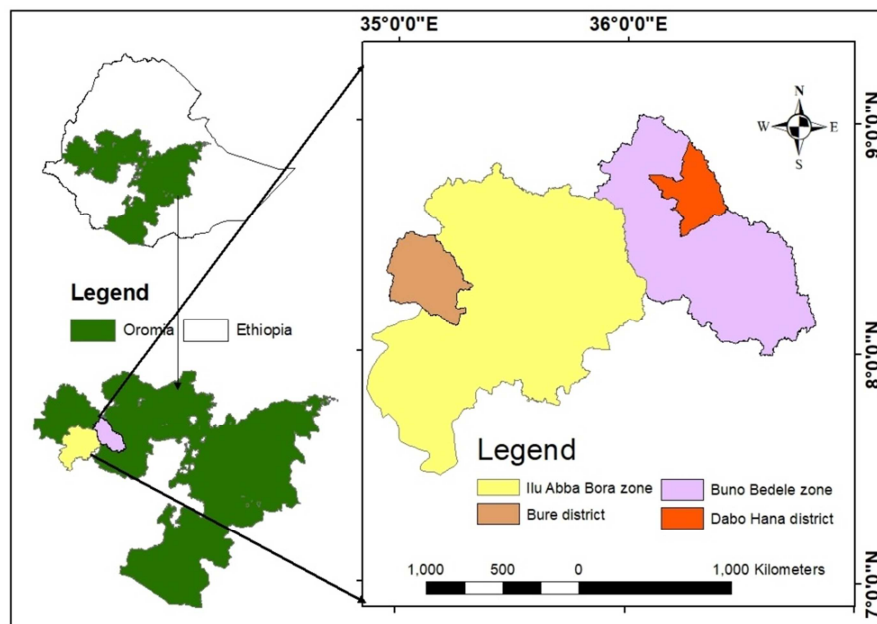 35°0'0"E 36°0'0"E
N
W E
S
9°0'0"N
8°0'0"N
7°0'0"N
Legend
Oromia Ethiopia
Legend
Ilu Abba Bora zone Buno Bedele zone
Bure district Dabo Hana district
1,000 500 0 1,000 Kilometers